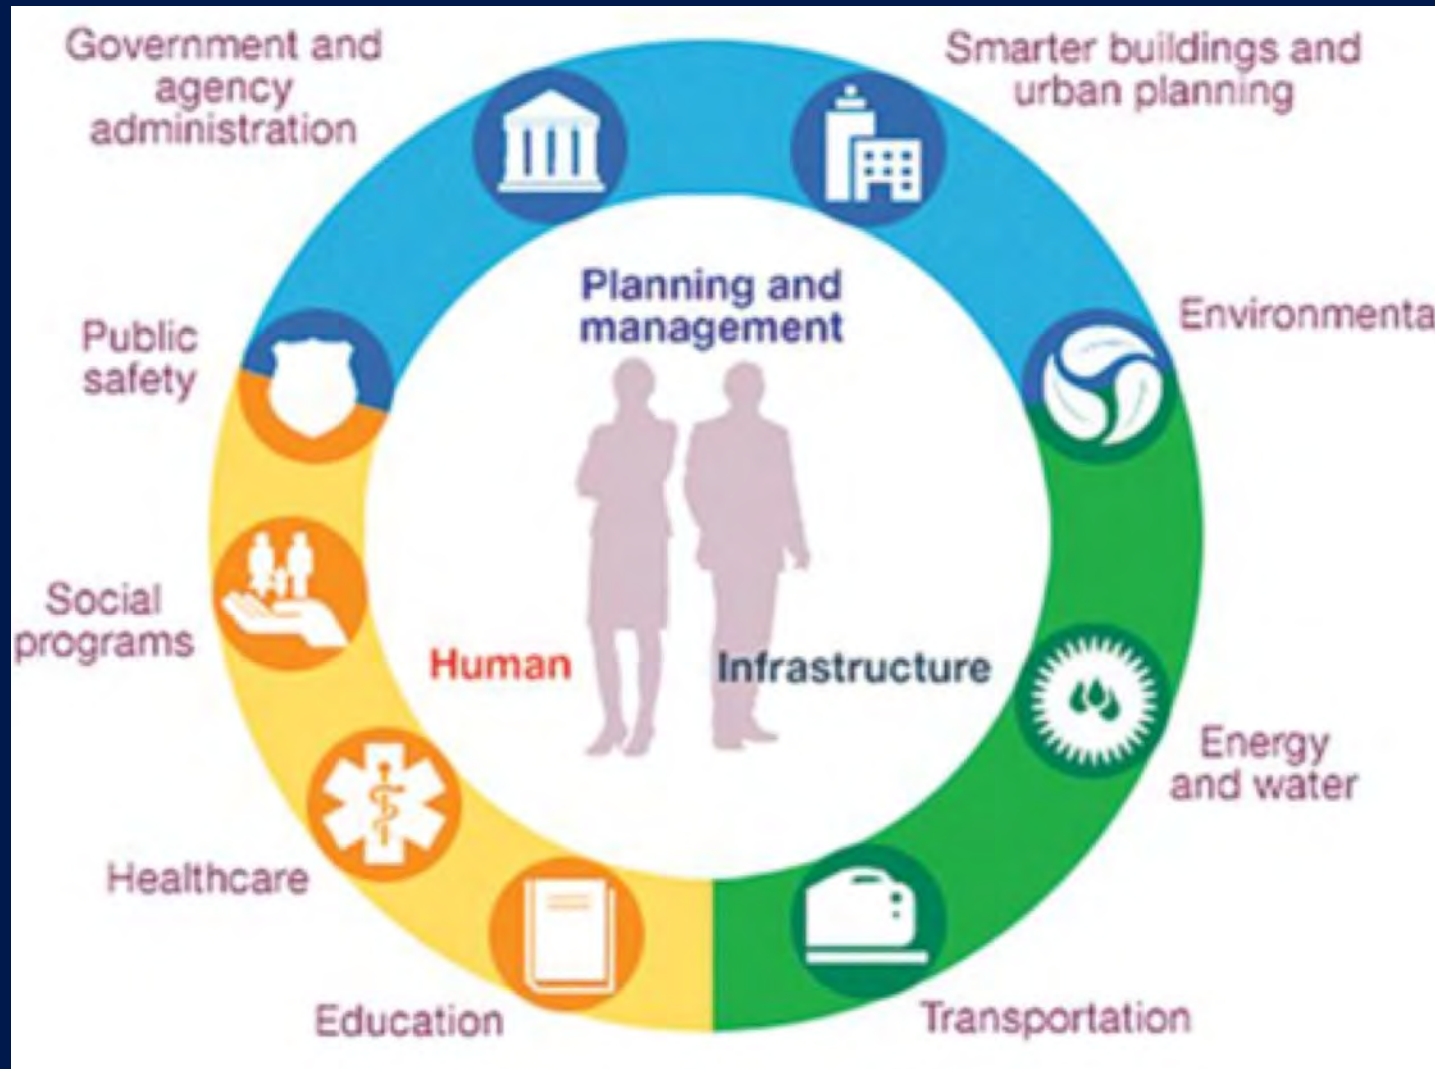 Government and
agency
administration
Smarter buildings and
urban planning
Planning and
management
Environmenta
Public
safety
Social
programs
Human
Infrastructure
Energy
and water
Healthcare
Education
Transportation